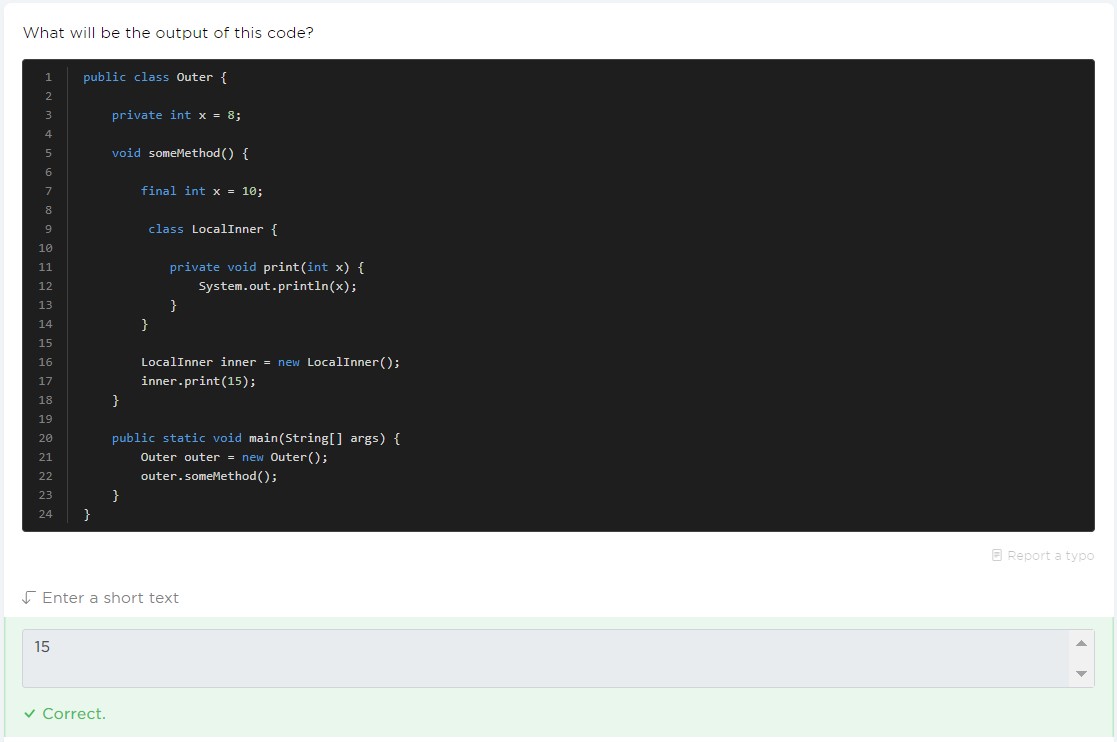 What will be the output of this code?
1 public class Outer {
2
3 private int x = 8;
4
5 void someMethod() {
6
7 final int x = 10;
8
9 class LocalInner {
10
11 private void print(int x) {
12 System.out.println(x);
13 }
14 }
15
16 LocalInner inner = new LocalInner();
17 inner.print(15);
18 }
19
20 public static void main(String[] args) {
21 Outer outer = new Outer();
22 outer.someMethod();
23 }
24 }
Report a typo
Enter a short text
15
Correct.